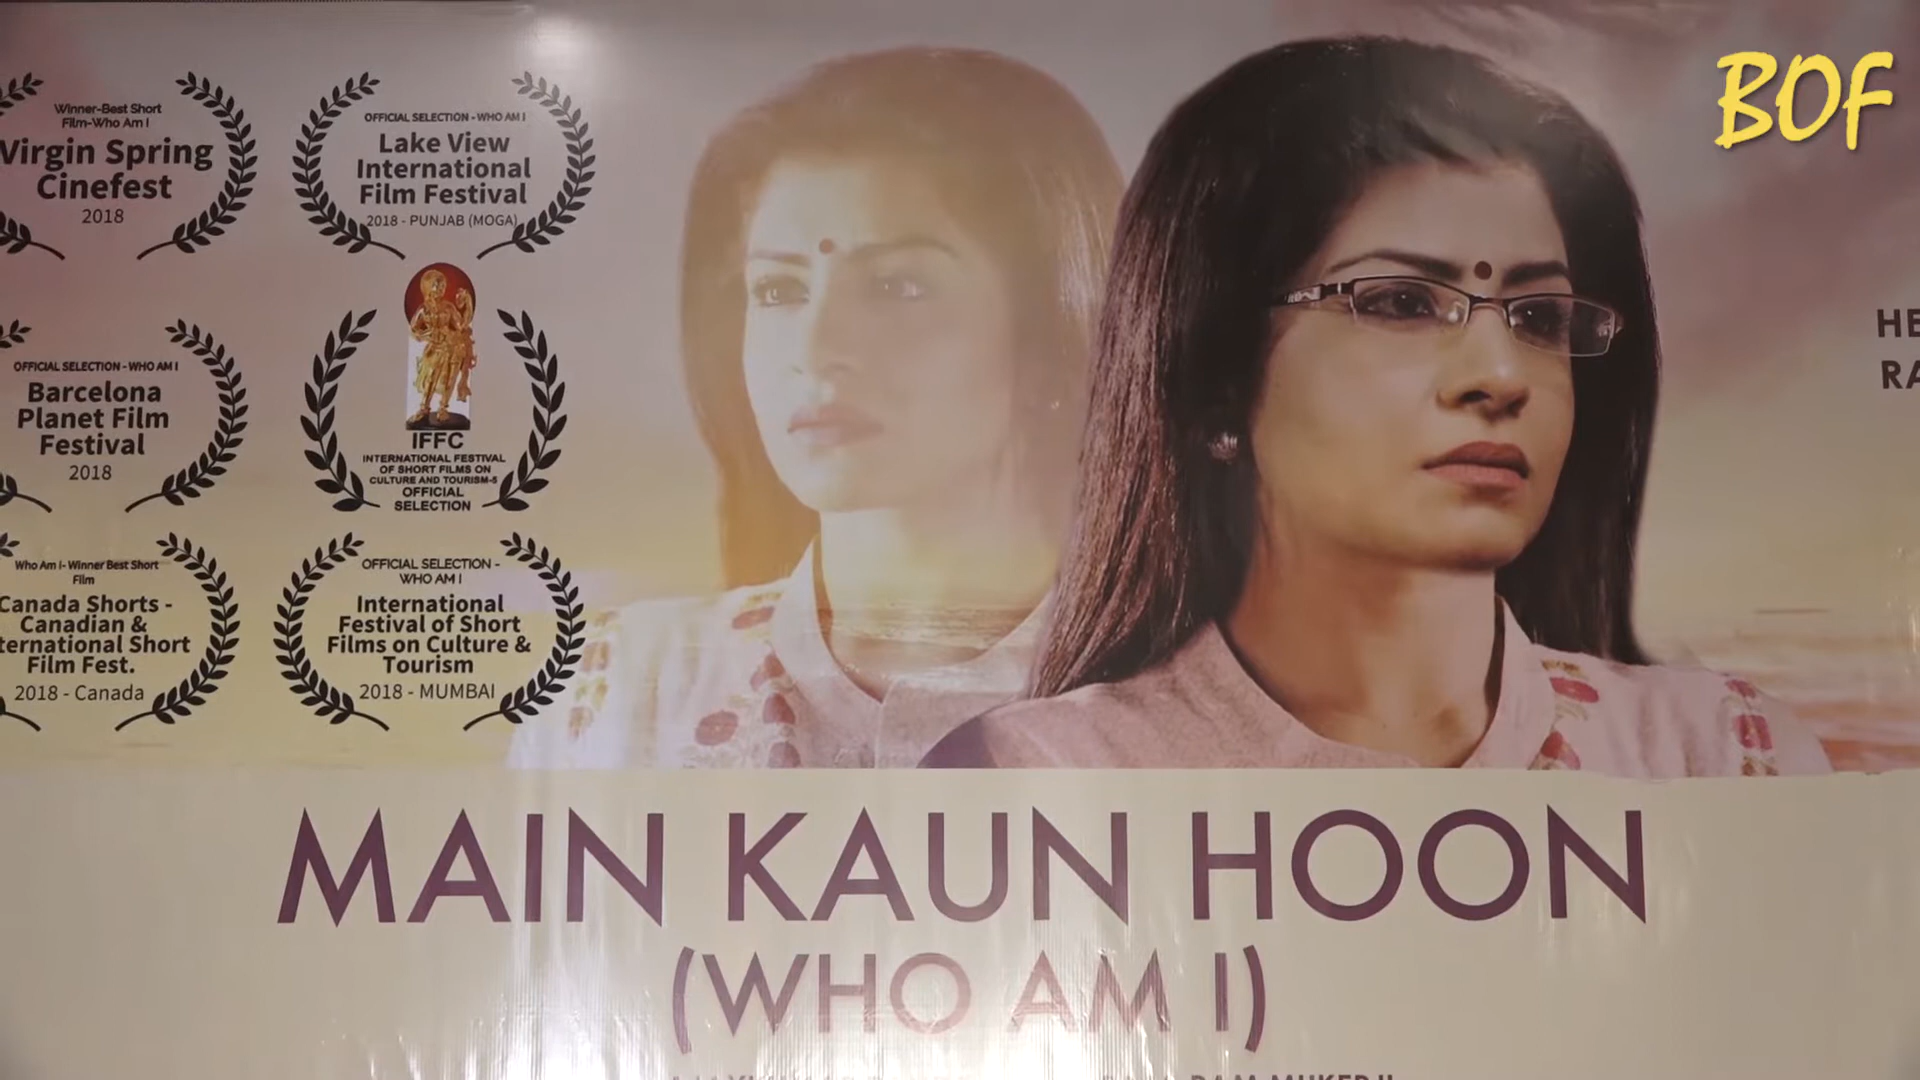 Winner-Best Short
Film-Who Am I
Virgin Spring
Cinefest
2018
OFFICIAL SELECTION - WHO AM I
Lake View
International
Film Festival
2018 - PUNJAB (MOGA)
BOF
OFFICIAL SELECTION - WHO AM I
Barcelona
Planet Film
Festival
2018
IFFC
INTERNATIONAL FESTIVAL
OF SHORT FILMS ON
CULTURE AND TOURISM-5
OFFICIAL
SELECTION
Who Am I- Winner Best Short
Film
Canada Shorts -
Canadian &
ternational Short
Film Fest.
2018 - Canada
OFFICIAL SELECTION -
WHO AM I
International
Festival of Short
Films on Culture &
Tourism
2018 - MUMBAI
HE
RA
MAIN KAUN HOON
(WHO AM I)
RAM MUKERJI